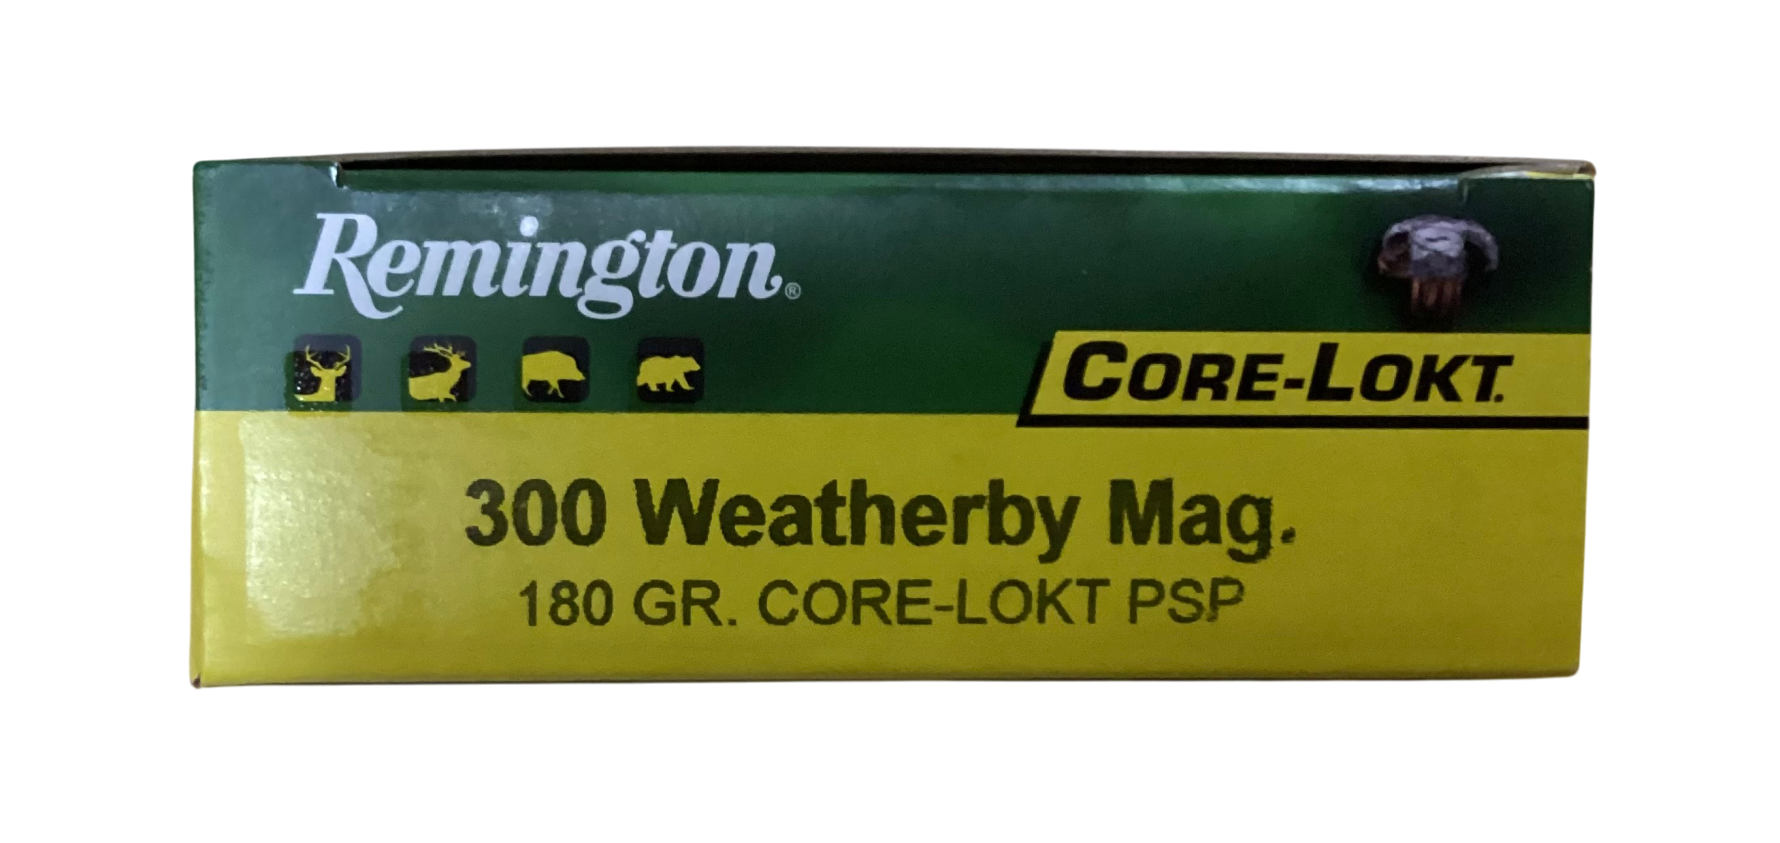 Remington®
CORE-LOKT.
300 Weatherby Mag.
180 GR. CORE-LOKT PSP